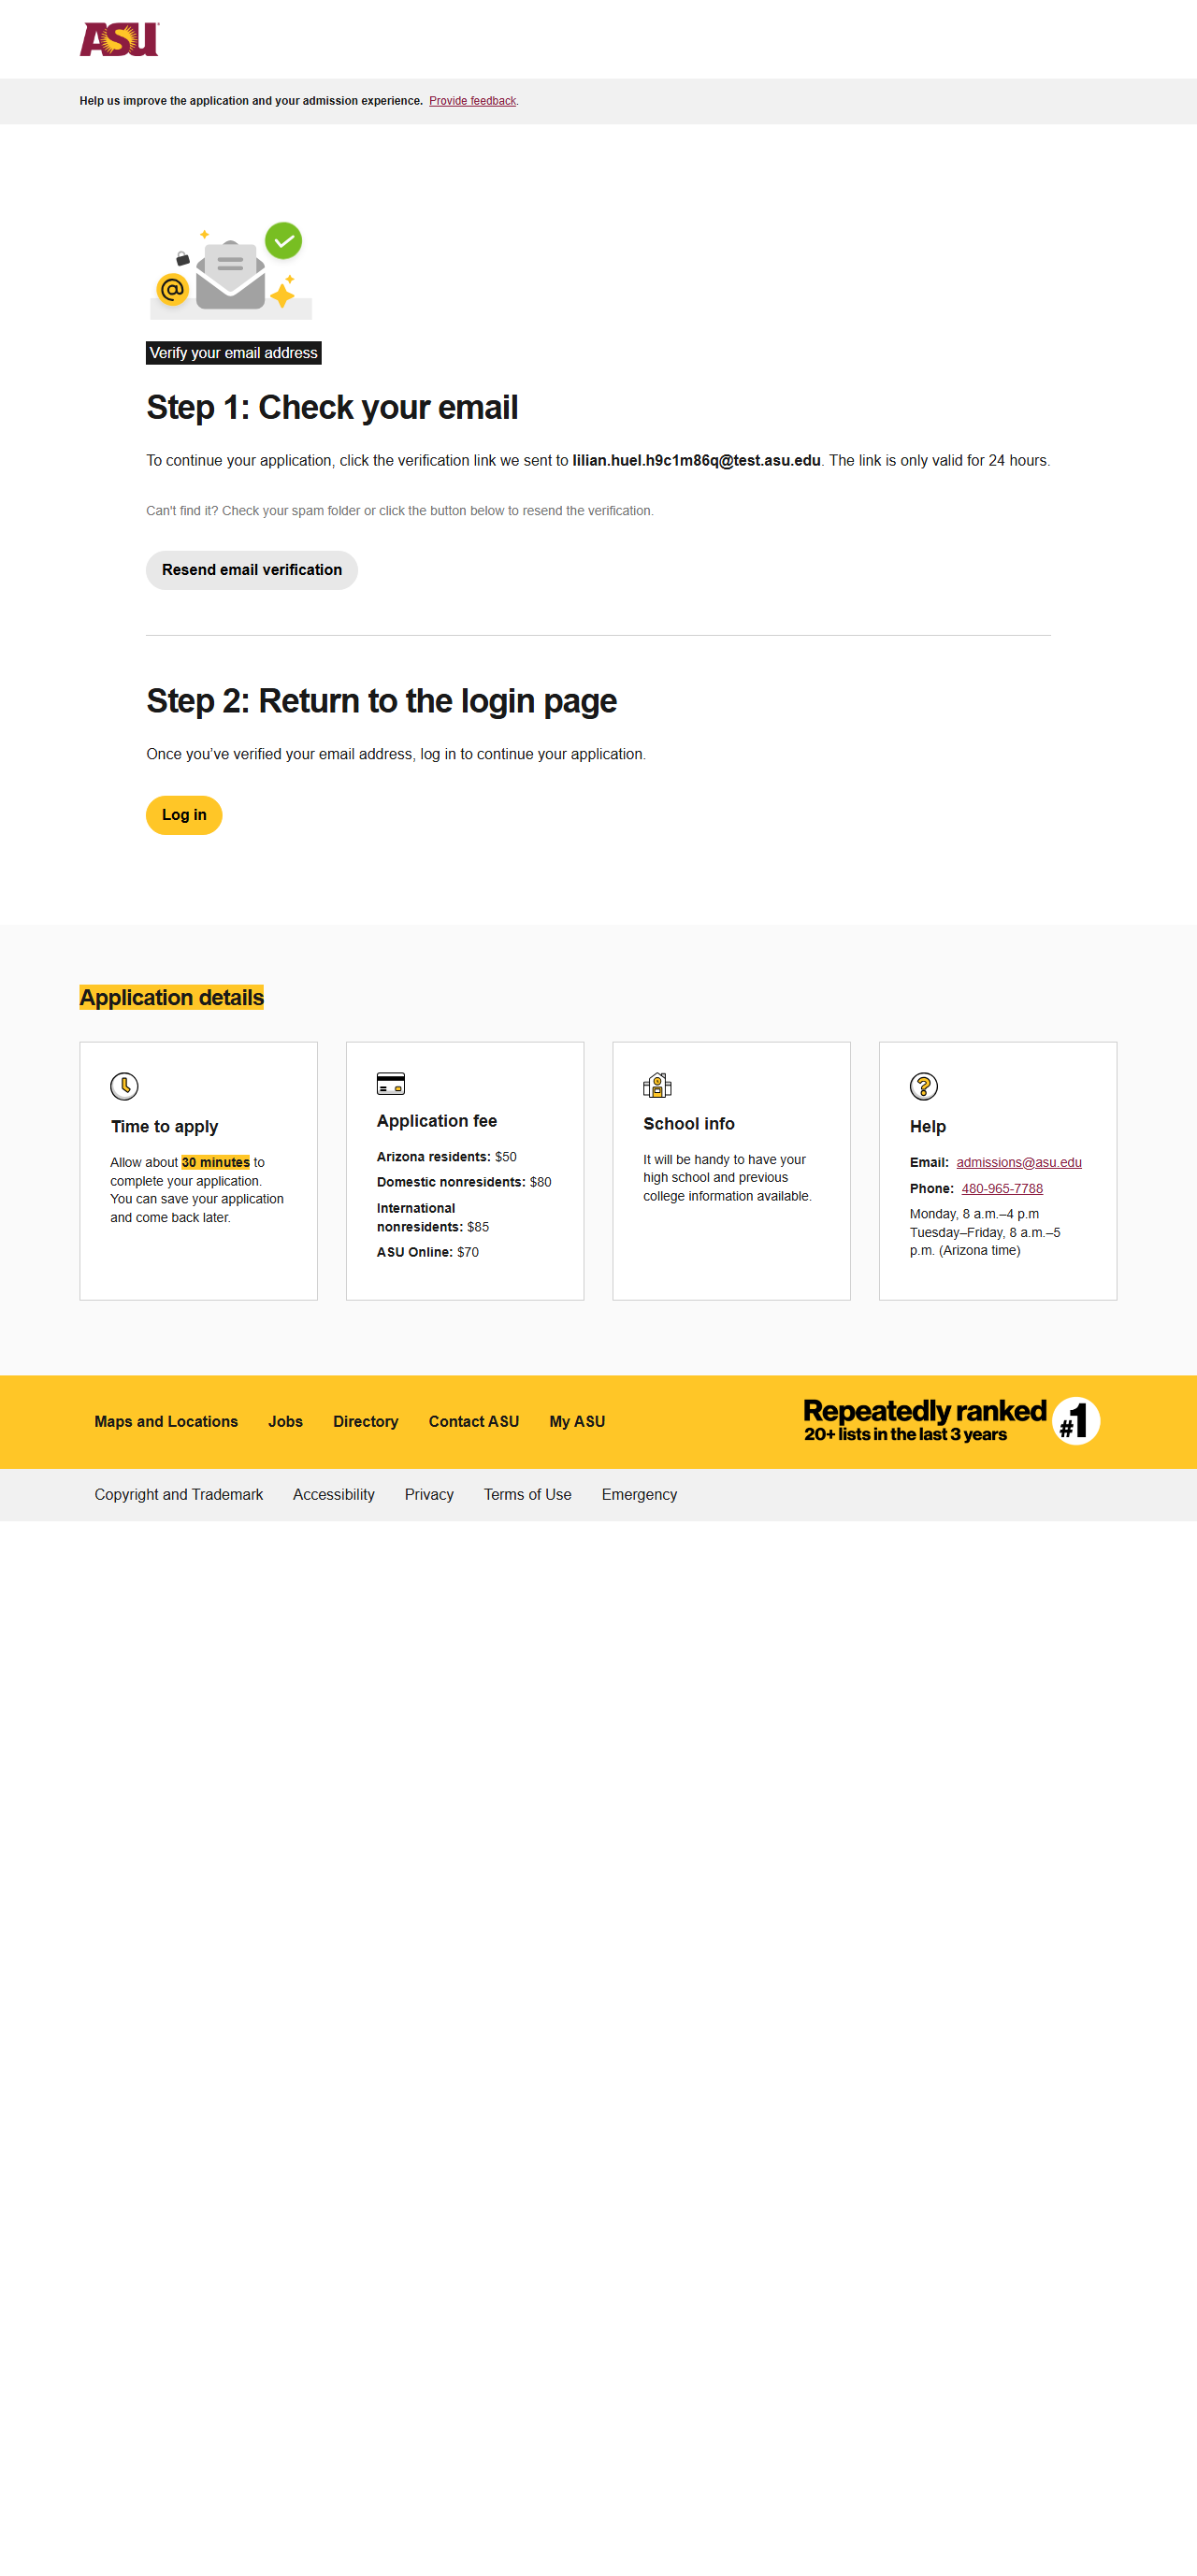 ASU
Help us improve the application and your admission experience. Provide feedback.
@
Verify your email address
Step 1: Check your email
To continue your application, click the verification link we sent to lilian.huel.h9c1m86q@test.asu.edu. The link is only valid for 24 hours.
Can't find it? Check your spam folder or click the button below to resend the verification.
Resend email verification
Step 2: Return to the login page
Once you’ve verified your email address, log in to continue your application.
Log in
Application details
Time to apply
Allow about 30 minutes to
complete your application.
You can save your application
and come back later.
Application fee
Arizona residents: $50
Domestic nonresidents: $80
International
nonresidents: $85
ASU Online: $70
School info
It will be handy to have your
high school and previous
college information available.
?
Help
Email: admissions@asu.edu
Phone: 480-965-7788
Monday, 8 a.m.–4 p.m
Tuesday–Friday, 8 a.m.–5
p.m. (Arizona time)
Maps and Locations Jobs Directory Contact ASU My ASU
Repeatedly ranked #1
20+ lists in the last 3 years
Copyright and Trademark Accessibility Privacy Terms of Use Emergency